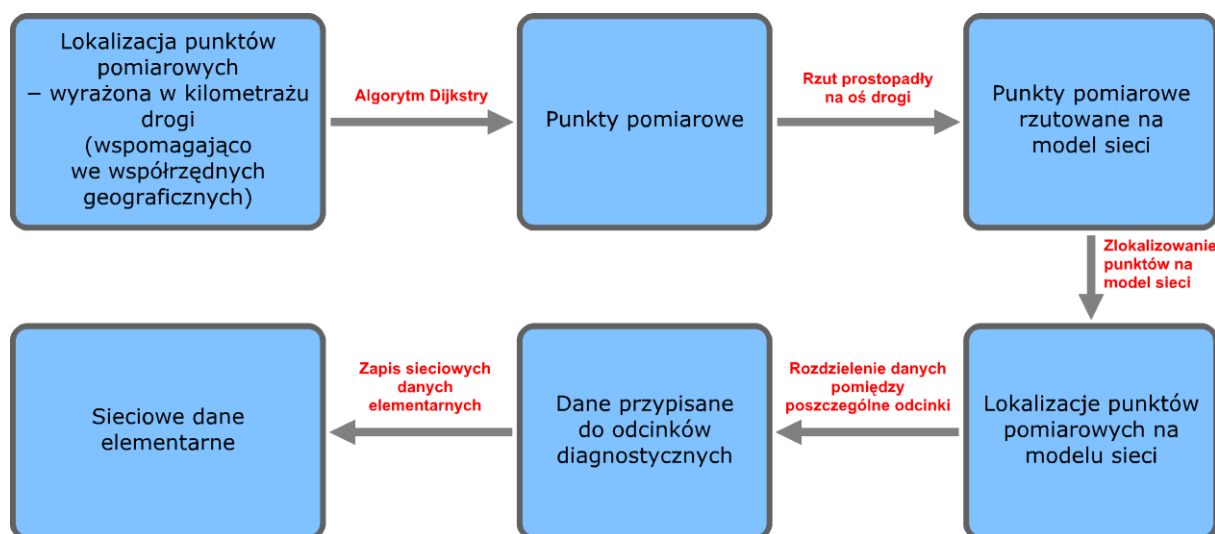 Lokalizacja punktów
pomiarowych
– wyrażona w kilometrażu
drogi
(wspomagająco
we współrzędnych
geograficznych)
Algorytm Dijkstry
Punkty pomiarowe
Rzut prostopadły
na oś drogi
Punkty pomiarowe
rzutowane na
model sieci
Zlokalizowanie
punktów na
model sieci
Lokalizacje punktów
pomiarowych na
modelu sieci
Rozdzielenie danych
pomiędzy
poszczególne odcinki
Dane przypisane
do odcinków
diagnostycznych
Zapis sieciowych
danych
elementarnych
Sieciowe dane
elementarne